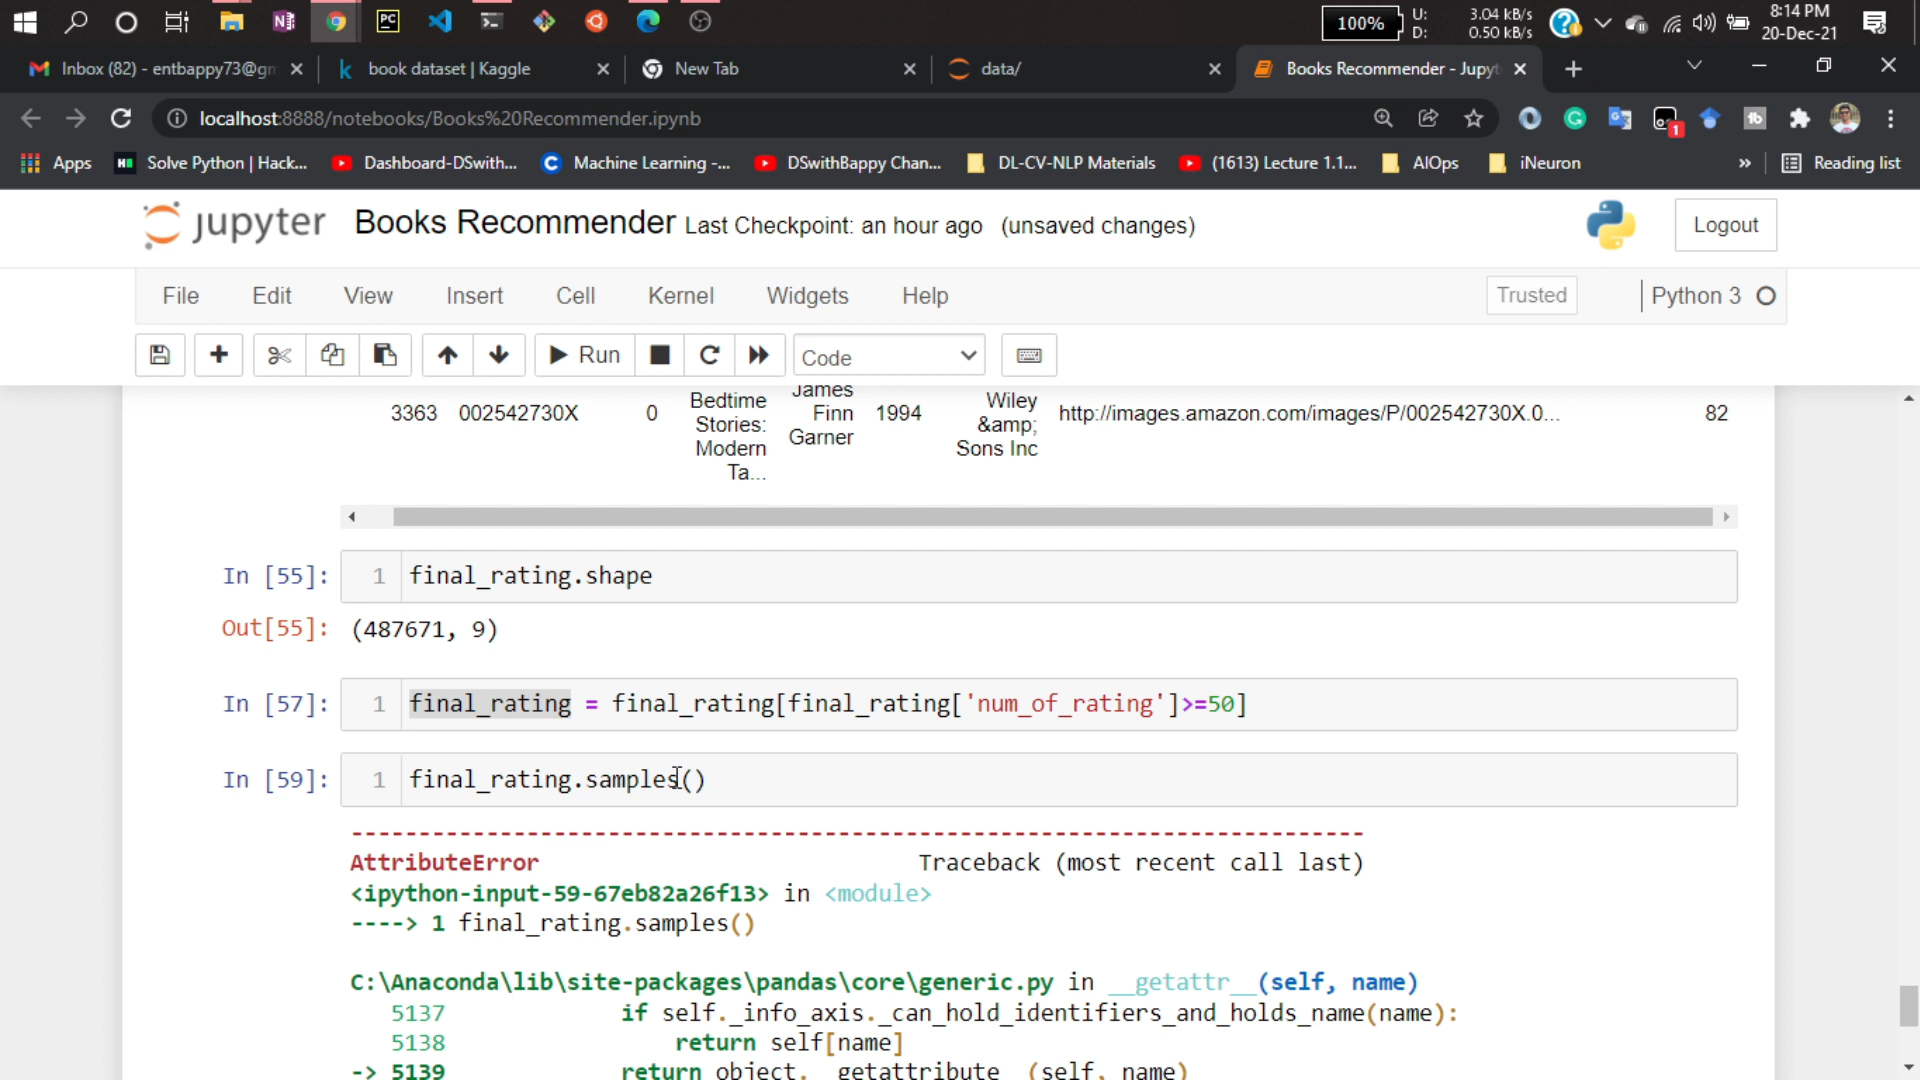 100%
U: 3.04 kB/s
D: 0.50 kB/s
8:14 PM
20-Dec-21
Inbox (82) - entbappy73@gm
book dataset | Kaggle
New Tab
data/
Books Recommender - Jupyt
localhost:8888/notebooks/Books%20Recommender.ipynb
1
Apps
Solve Python | Hack...
Dashboard-DSwith...
Machine Learning -...
DSwithBappy Chan...
DL-CV-NLP Materials
(1613) Lecture 1.1...
AIOps
iNeuron
»
Reading list
jupyter Books Recommender Last Checkpoint: an hour ago (unsaved changes)
Logout
File Edit View Insert Cell Kernel Widgets Help
Trusted
Python 3
Run
Code
3363 002542730X 0 Bedtime Stories: Modern Ta... James Finn Garner 1994 Wiley &amp; Sons Inc http://images.amazon.com/images/P/002542730X.0... 82
In [55]: 1 final_rating.shape
Out[55]: (487671, 9)
In [57]: 1 final_rating = final_rating[final_rating['num_of_rating']>=50]
In [59]: 1 final_rating.samples()
---------------------------------------------------------------------------
AttributeError Traceback (most recent call last)
<ipython-input-59-67eb82a26f13> in <module>
----> 1 final_rating.samples()
C:\Anaconda\lib\site-packages\pandas\core\generic.py in __getattr__(self, name)
5137 if self._info_axis._can_hold_identifiers_and_holds_name(name):
5138 return self[name]
-> 5139 return object.__getattribute__(self, name)